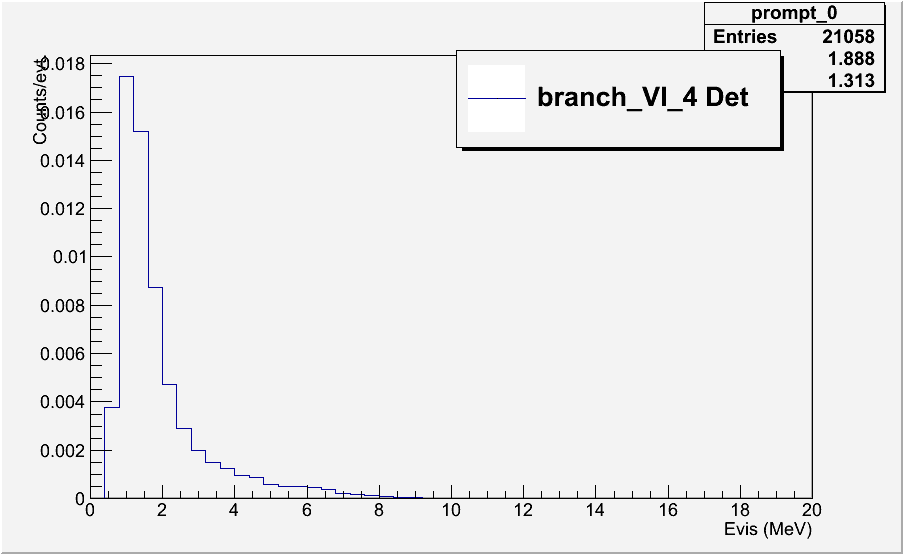 prompt_0
Entries 21058
1.888
1.313
branch_VI_4 Det
Counts/evt
0.018
0.016
0.014
0.012
0.01
0.008
0.006
0.004
0.002
0
0 2 4 6 8 10 12 14 16 18 20
Evis (MeV)